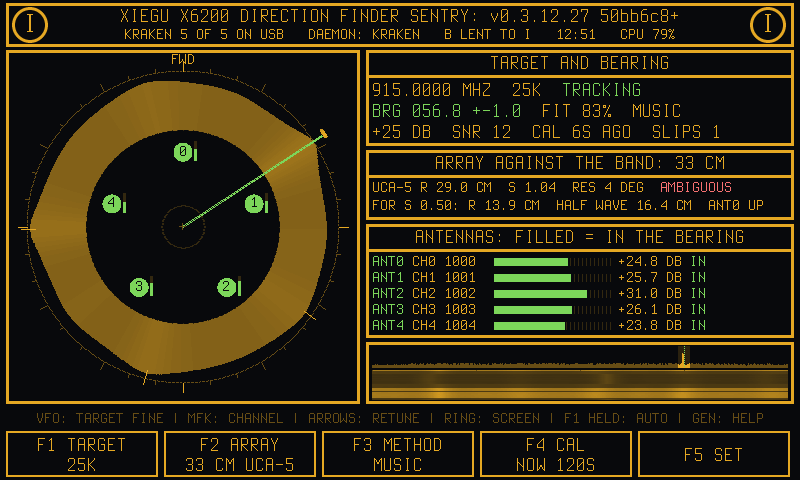 XIEGU X6200 DIRECTION FINDER SENTRY: v0.3.12.27 50bb6c8+
I
I
KRAKEN 5 OF 5 ON USB DAEMON: KRAKEN B LENT TO I 12:51 CPU 79%
FWD
0
1
2
3
4
TARGET AND BEARING
915.0000 MHZ 25K TRACKING
BRG 056.8 +-1.0 FIT 83% MUSIC
+25 DB SNR 12 CAL 6S AGO SLIPS 1
ARRAY AGAINST THE BAND: 33 CM
UCA-5 R 29.0 CM S 1.04 RES 4 DEG AMBIGUOUS
FOR S 0.50: R 13.9 CM HALF WAVE 16.4 CM ANT0 UP
ANTENNAS: FILLED = IN THE BEARING
ANT0 CH0 1000 +24.8 DB IN
ANT1 CH1 1001 +25.7 DB IN
ANT2 CH2 1002 +31.0 DB IN
ANT3 CH3 1003 +26.1 DB IN
ANT4 CH4 1004 +23.8 DB IN
VFO: TARGET FINE | MFK: CHANNEL | ARROWS: RETUNE | RING: SCREEN | F1 HELD: AUTO | GEN: HELP
F1 TARGET
25K
F2 ARRAY
33 CM UCA-5
F3 METHOD
MUSIC
F4 CAL
NOW 120S
F5 SET